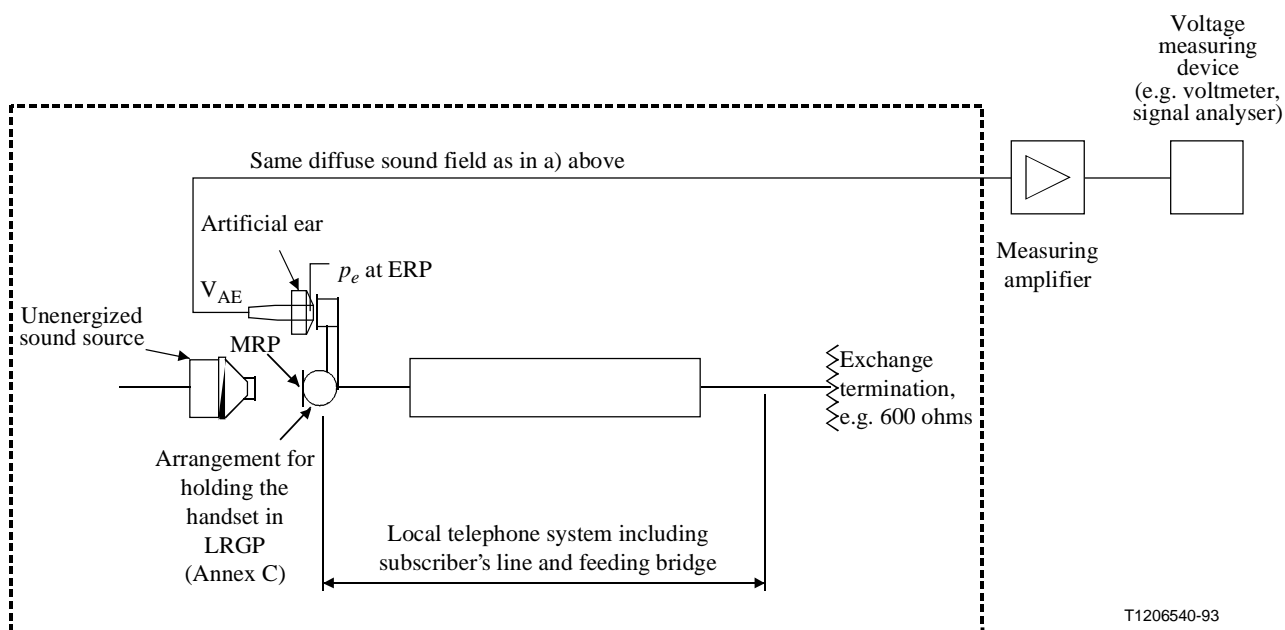 Voltage
measuring
device
(e.g. voltmeter,
signal analyser)
Same diffuse sound field as in a) above
Artificial ear
pe at ERP
VAE
Measuring
amplifier
Unenergized
sound source
MRP
Exchange
termination,
e.g. 600 ohms
Arrangement for
holding the
handset in
LRGP
(Annex C)
Local telephone system including
subscriber's line and feeding bridge
T1206540-93